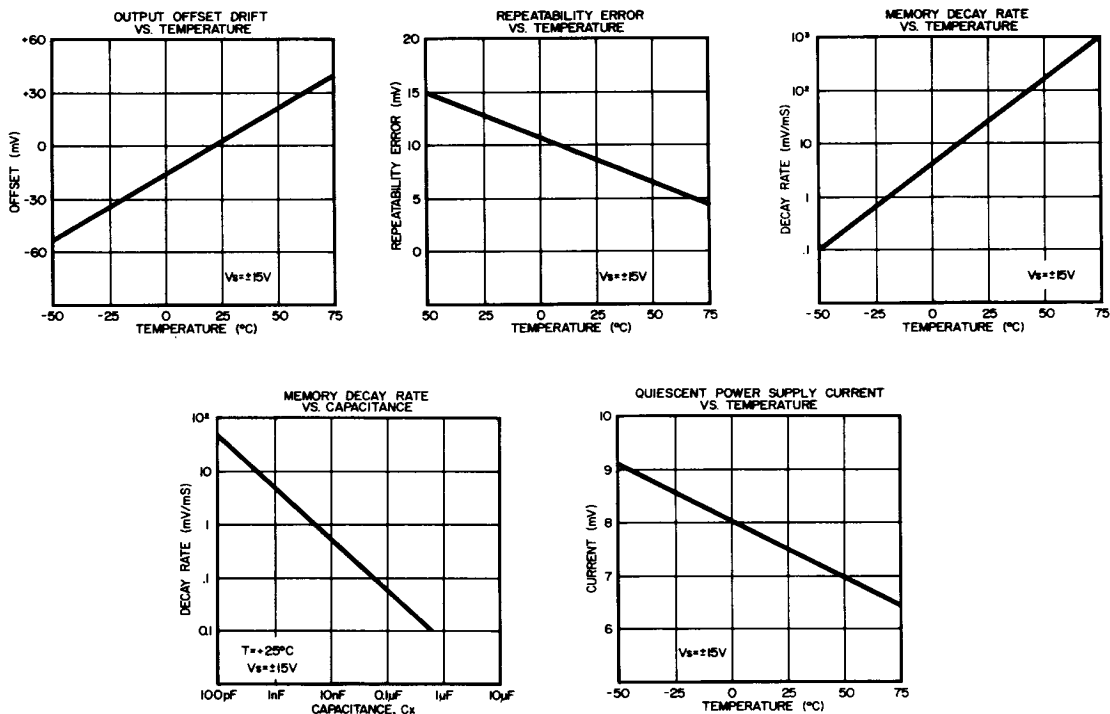 OUTPUT OFFSET DRIFT
VS. TEMPERATURE
+60
+30
0
-30
-60
OFFSET (mV)
Vs=±15V
-50 -25 0 25 50 75
TEMPERATURE (°C)
REPEATABILITY ERROR
VS. TEMPERATURE
20
15
10
5
0
REPEATABILITY ERROR (mV)
Vs=±15V
50 -25 0 25 50 75
TEMPERATURE (°C)
MEMORY DECAY RATE
VS. TEMPERATURE
10³
10²
10
1
.1
DECAY RATE (mV/mS)
Vs=±15V
-50 -25 0 25 50 75
TEMPERATURE (°C)
MEMORY DECAY RATE
VS. CAPACITANCE
10²
10
1
.1
0.1
DECAY RATE (mV/mS)
T=+25°C
Vs=±15V
100pF 1nF 10nF 0.1µF 1µF 10µF
CAPACITANCE, Cx
QUIESCENT POWER SUPPLY CURRENT
VS. TEMPERATURE
10
9
8
7
6
CURRENT (mV)
Vs=±15V
-50 -25 0 25 50 75
TEMPERATURE (°C)